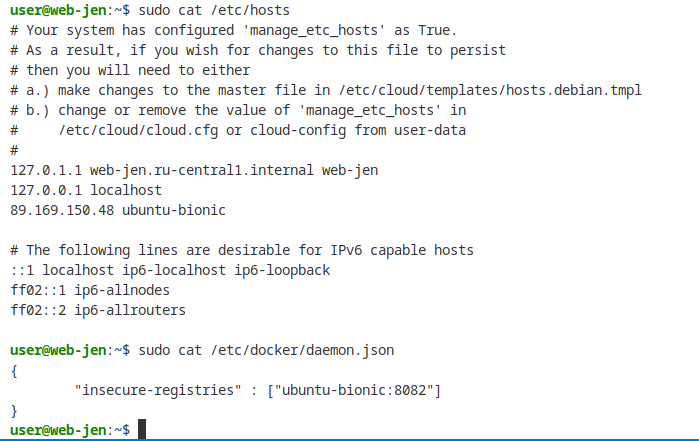 user@web-jen:~$ sudo cat /etc/hosts
# Your system has configured 'manage_etc_hosts' as True.
# As a result, if you wish for changes to this file to persist
# then you will need to either
# a.) make changes to the master file in /etc/cloud/templates/hosts.debian.tmpl
# b.) change or remove the value of 'manage_etc_hosts' in
#     /etc/cloud/cloud.cfg or cloud-config from user-data
#
127.0.1.1 web-jen.ru-central1.internal web-jen
127.0.0.1 localhost
89.169.150.48 ubuntu-bionic

# The following lines are desirable for IPv6 capable hosts
::1 localhost ip6-localhost ip6-loopback
ff02::1 ip6-allnodes
ff02::2 ip6-allrouters

user@web-jen:~$ sudo cat /etc/docker/daemon.json
{
        "insecure-registries" : ["ubuntu-bionic:8082"]
}
user@web-jen:~$